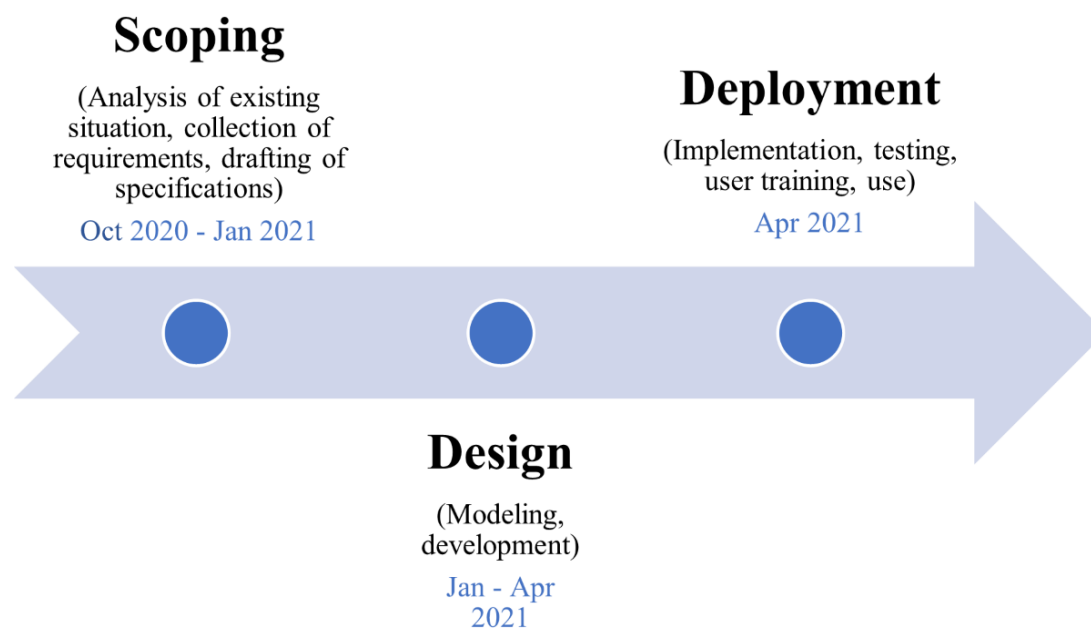 Scoping
(Analysis of existing
situation, collection of
requirements, drafting of
specifications)
Oct 2020 - Jan 2021
Design
(Modeling,
development)
Jan - Apr
2021
Deployment
(Implementation, testing,
user training, use)
Apr 2021